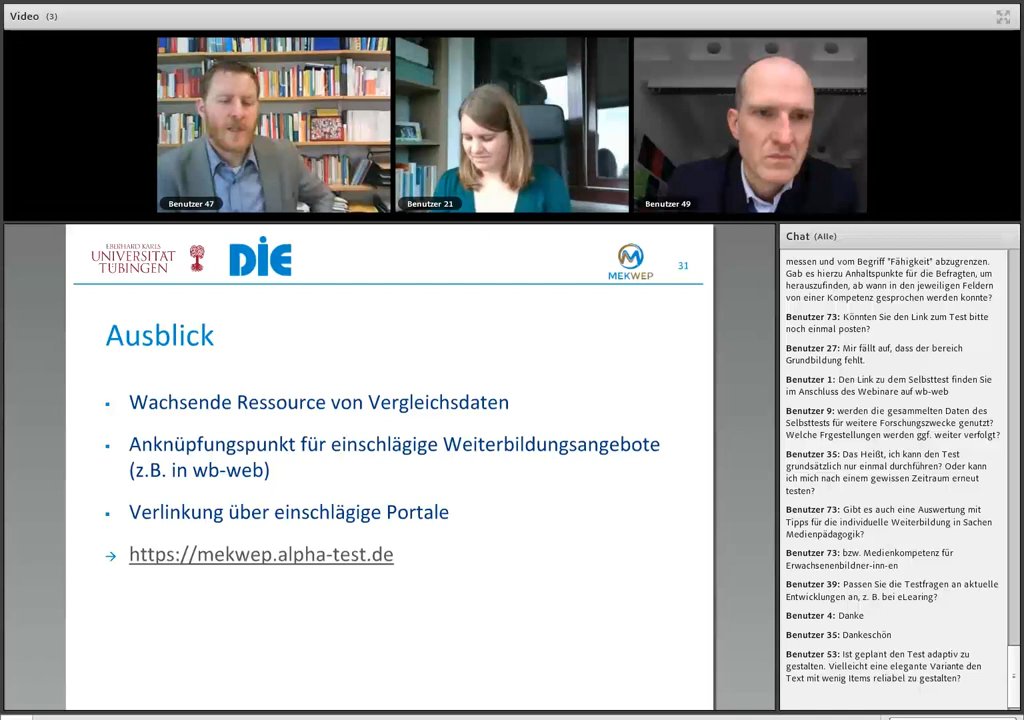 Video (3)
Benutzer 47
Benutzer 21
Benutzer 49
EBERHARD KARLS
UNIVERSITÄT
TÜBINGEN
DIE
MEKWEP
31
Ausblick
Wachsende Ressource von Vergleichsdaten
Anknüpfungspunkt für einschlägige Weiterbildungsangebote
(z.B. in wb-web)
Verlinkung über einschlägige Portale
→ https://mekwep.alpha-test.de
Chat (Alle)
messen und vom Begriff "Fähigkeit" abzugrenzen.
Gab es hierzu Anhaltspunkte für die Befragten, um
herauszufinden, ab wann in den jeweiligen Feldern
von einer Kompetenz gesprochen werden konnte?
Benutzer 73: Könnten Sie den Link zum Test bitte
noch einmal posten?
Benutzer 27: Mir fällt auf, dass der bereich
Grundbildung fehlt.
Benutzer 1: Den Link zu dem Selbsttest finden Sie
im Anschluss des Webinare auf wb-web
Benutzer 9: werden die gesammelten Daten des
Selbsttests für weitere Forschungszwecke genutzt?
Welche Frgestellungen werden ggf. weiter verfolgt?
Benutzer 35: Das Heißt, ich kann den Test
grundsätzlich nur einmal durchführen? Oder kann
ich mich nach einem gewissen Zeitraum erneut
testen?
Benutzer 73: Gibt es auch eine Auswertung mit
Tipps für die individuelle Weiterbildung in Sachen
Medienpädagogik?
Benutzer 73: bzw. Medienkompetenz für
Erwachsenenbildner-inn-en
Benutzer 39: Passen Sie die Testfragen an aktuelle
Entwicklungen an, z. B. bei eLearing?
Benutzer 4: Danke
Benutzer 35: Dankeschön
Benutzer 53: Ist geplant den Test adaptiv zu
gestalten. Vielleicht eine elegante Variante den
Text mit wenig Items reliabel zu gestalten?